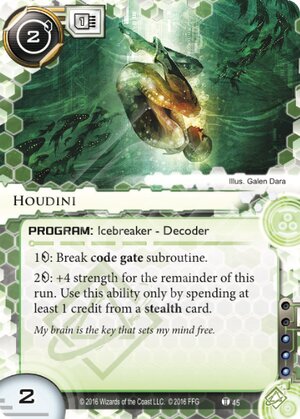 2
1
Illus. Galen Dara
HOUDINI
PROGRAM: Icebreaker - Decoder
1: Break code gate subroutine.
2: +4 strength for the remainder of this
run. Use this ability only by spending at
least 1 credit from a stealth card.
My brain is the key that sets my mind free.
2
© 2016 Wizards of the Coast LLC. © 2016 FFG
45